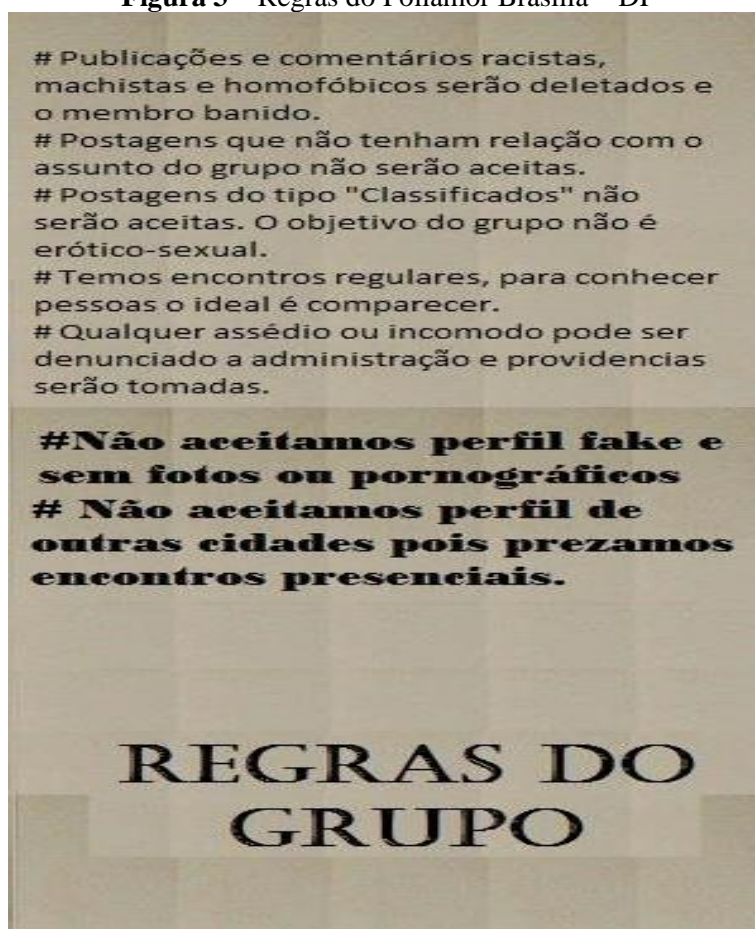 Figura 3 – Regras do Poliamor Brasília – DF
# Publicações e comentários racistas,
machistas e homofóbicos serão deletados e
o membro banido.
# Postagens que não tenham relação com o
assunto do grupo não serão aceitas.
# Postagens do tipo "Classificados" não
serão aceitas. O objetivo do grupo não é
erótico-sexual.
# Temos encontros regulares, para conhecer
pessoas o ideal é comparecer.
# Qualquer assédio ou incomodo pode ser
denunciado a administração e providencias
serão tomadas.
#Não aceitamos perfil fake e
sem fotos ou pornográficos
# Não aceitamos perfil de
outras cidades pois prezamos
encontros presenciais.
REGRAS DO
GRUPO